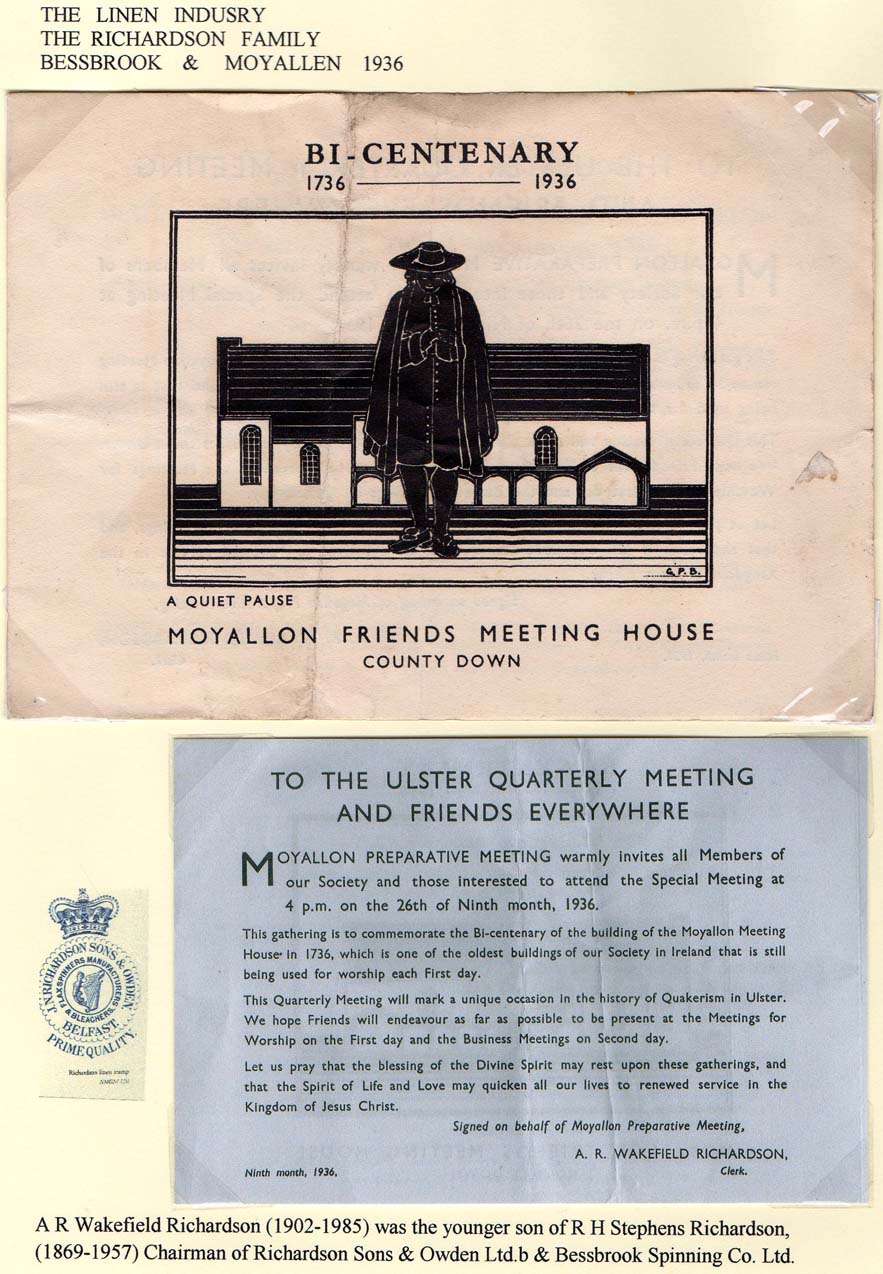 THE LINEN INDUSRY
THE RICHARDSON FAMILY
BESSBROOK & MOYALLEN 1936
BI-CENTENARY
1736 ——— 1936
G.P.B.
A QUIET PAUSE
MOYALLON FRIENDS MEETING HOUSE
COUNTY DOWN
TO THE ULSTER QUARTERLY MEETING
AND FRIENDS EVERYWHERE
MOYALLON PREPARATIVE MEETING warmly invites all Members of
our Society and those interested to attend the Special Meeting at
4 p.m. on the 26th of Ninth month, 1936.
This gathering is to commemorate the Bi-centenary of the building of the Moyallon Meeting
House in 1736, which is one of the oldest buildings of our Society in Ireland that is still
being used for worship each First day.
This Quarterly Meeting will mark a unique occasion in the history of Quakerism in Ulster.
We hope Friends will endeavour as far as possible to be present at the Meetings for
Worship on the First day and the Business Meetings on Second day.
Let us pray that the blessing of the Divine Spirit may rest upon these gatherings, and
that the Spirit of Life and Love may quicken all our lives to renewed service in the
Kingdom of Jesus Christ.
Signed on behalf of Moyallon Preparative Meeting,
A. R. WAKEFIELD RICHARDSON,
Ninth month, 1936. Clerk.
J.N. RICHARDSON SONS & OWDEN
FLAX SPINNERS MANUFACTURERS
& BLEACHERS.
BELFAST.
PRIME QUALITY
Richardson linen stamp
A R Wakefield Richardson (1902-1985) was the younger son of R H Stephens Richardson,
(1869-1957) Chairman of Richardson Sons & Owden Ltd.b & Bessbrook Spinning Co. Ltd.